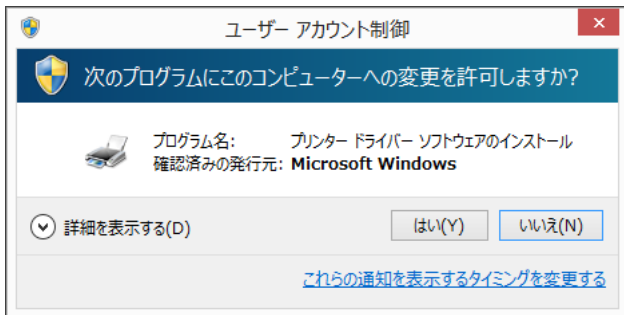 ユーザー アカウント制御
次のプログラムにこのコンピューターへの変更を許可しますか?
プログラム名: プリンター ドライバー ソフトウェアのインストール
確認済みの発行元: Microsoft Windows
詳細を表示する(D) はい(Y) いいえ(N)
これらの通知を表示するタイミングを変更する